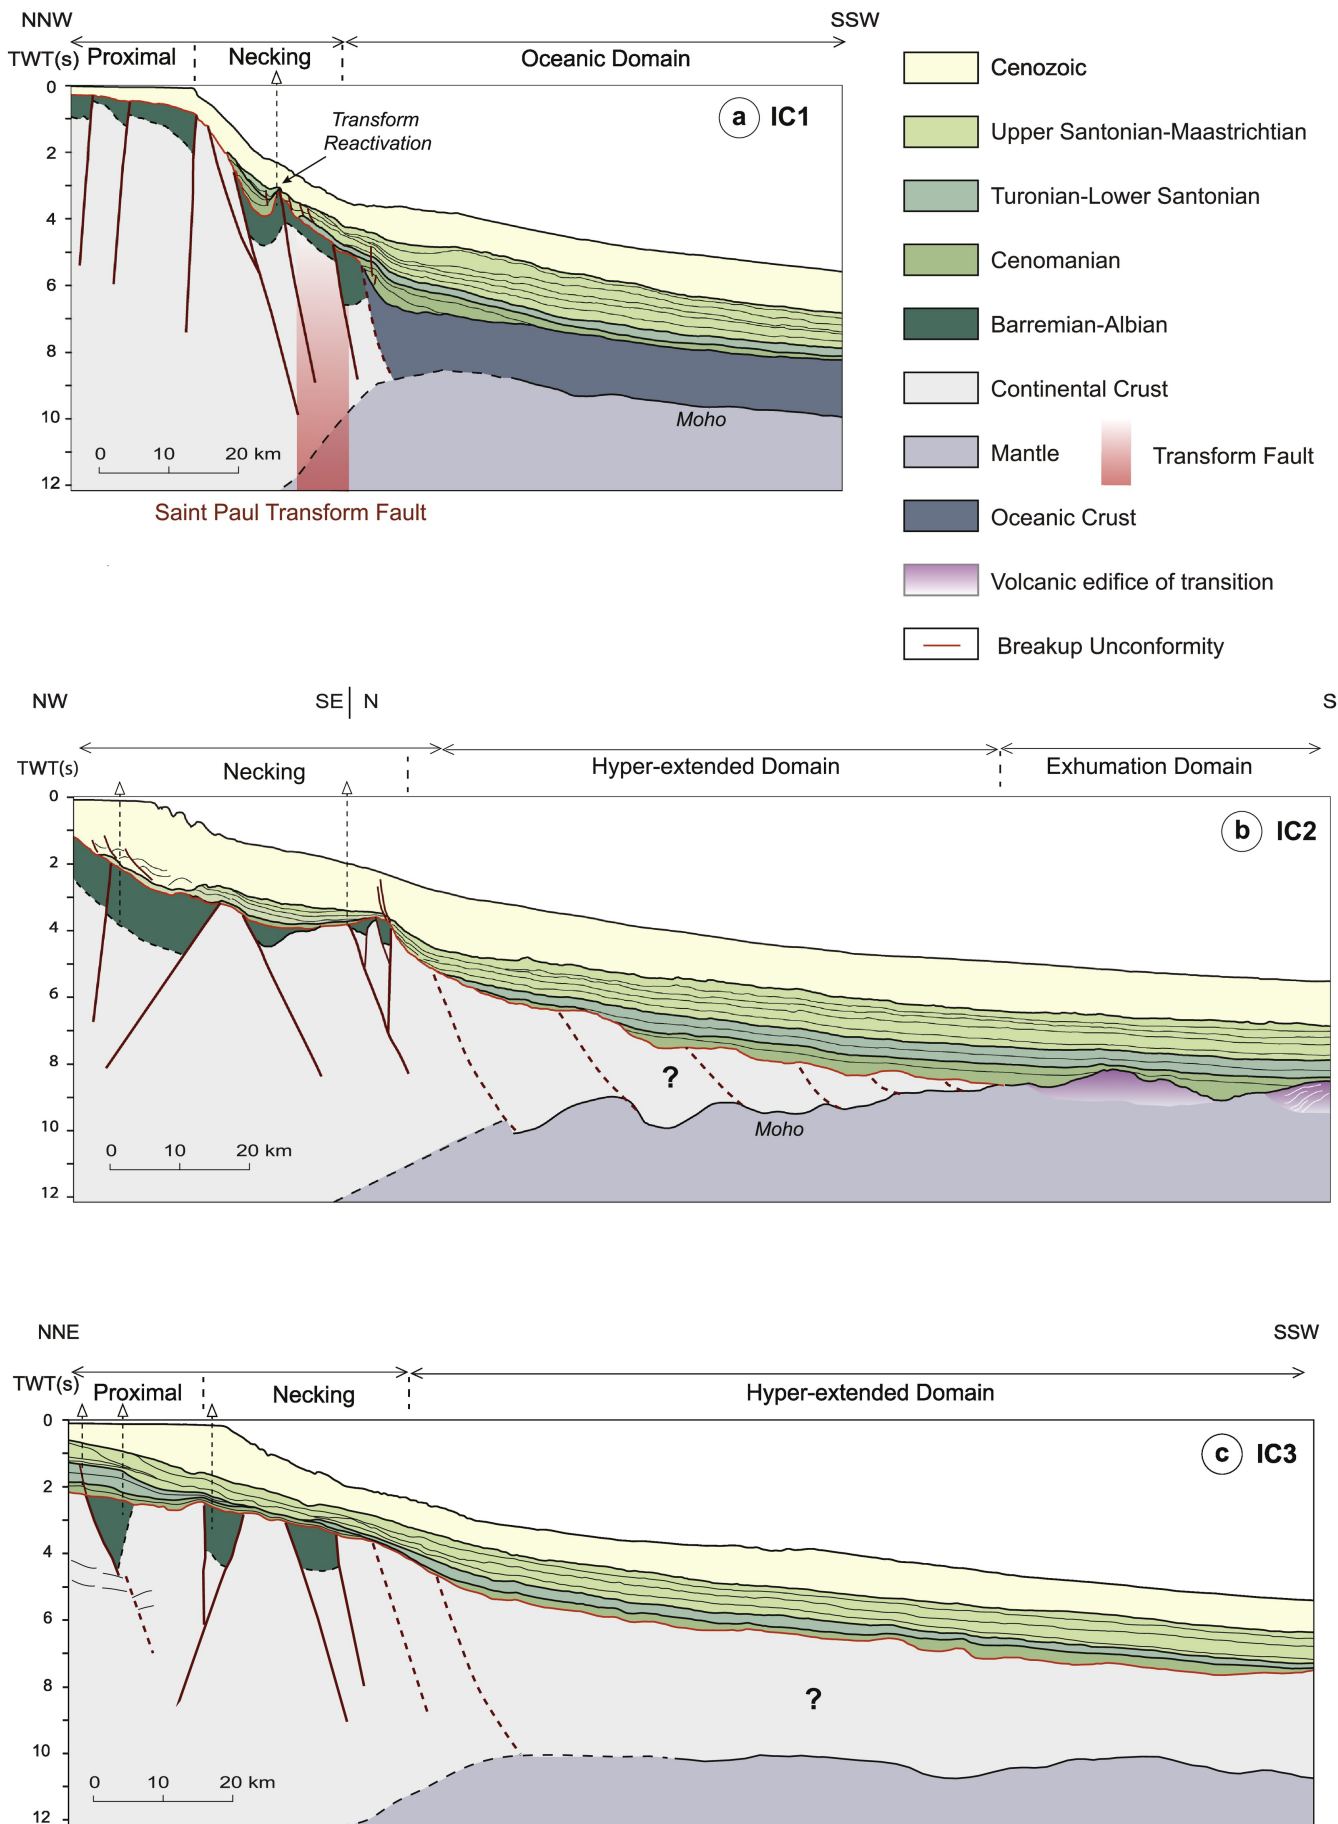 NNW SSW
TWT(s) Proximal Necking Oceanic Domain
0
2
4
6
8
10
12
Transform
Reactivation
a IC1
Moho
0 10 20 km
Saint Paul Transform Fault
Cenozoic
Upper Santonian-Maastrichtian
Turonian-Lower Santonian
Cenomanian
Barremian-Albian
Continental Crust
Mantle Transform Fault
Oceanic Crust
Volcanic edifice of transition
Breakup Unconformity
NW SE N S
TWT(s) Necking Hyper-extended Domain Exhumation Domain
0
2
4
6
8
10
12
b IC2
?
Moho
0 10 20 km
NNE SSW
TWT(s) Proximal Necking Hyper-extended Domain
0
2
4
6
8
10
12
c IC3
?
0 10 20 km